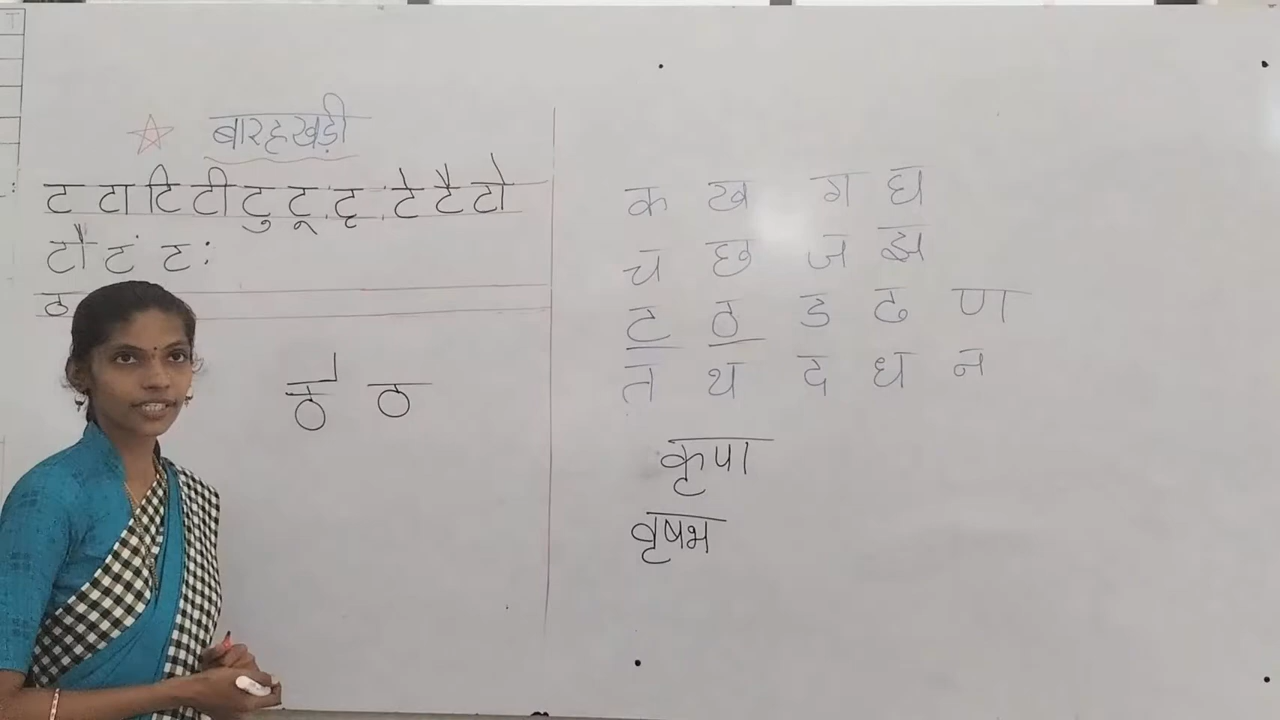 बारहखड़ी
ट टा टि टी टु टू टृ टे टै टो
टौ टं टः
ठ
ठ ठ
क ख ग घ
च छ ज झ
ट ठ ड ढ ण
त थ द ध न
कृपा
वृषभ